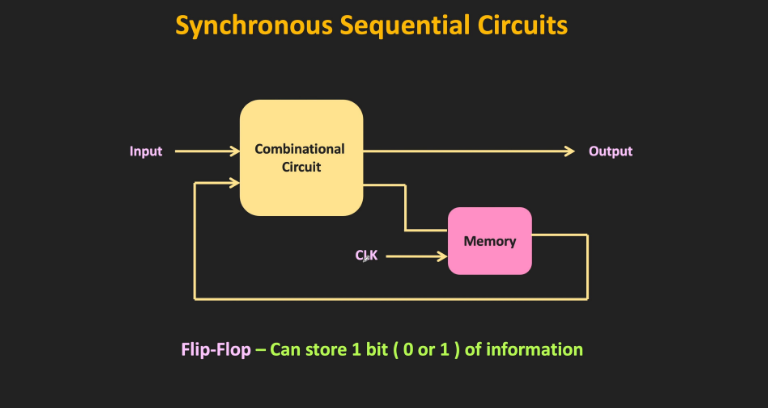 Synchronous Sequential Circuits
Input
Combinational
Circuit
Output
Memory
CLK
Flip-Flop – Can store 1 bit ( 0 or 1 ) of information